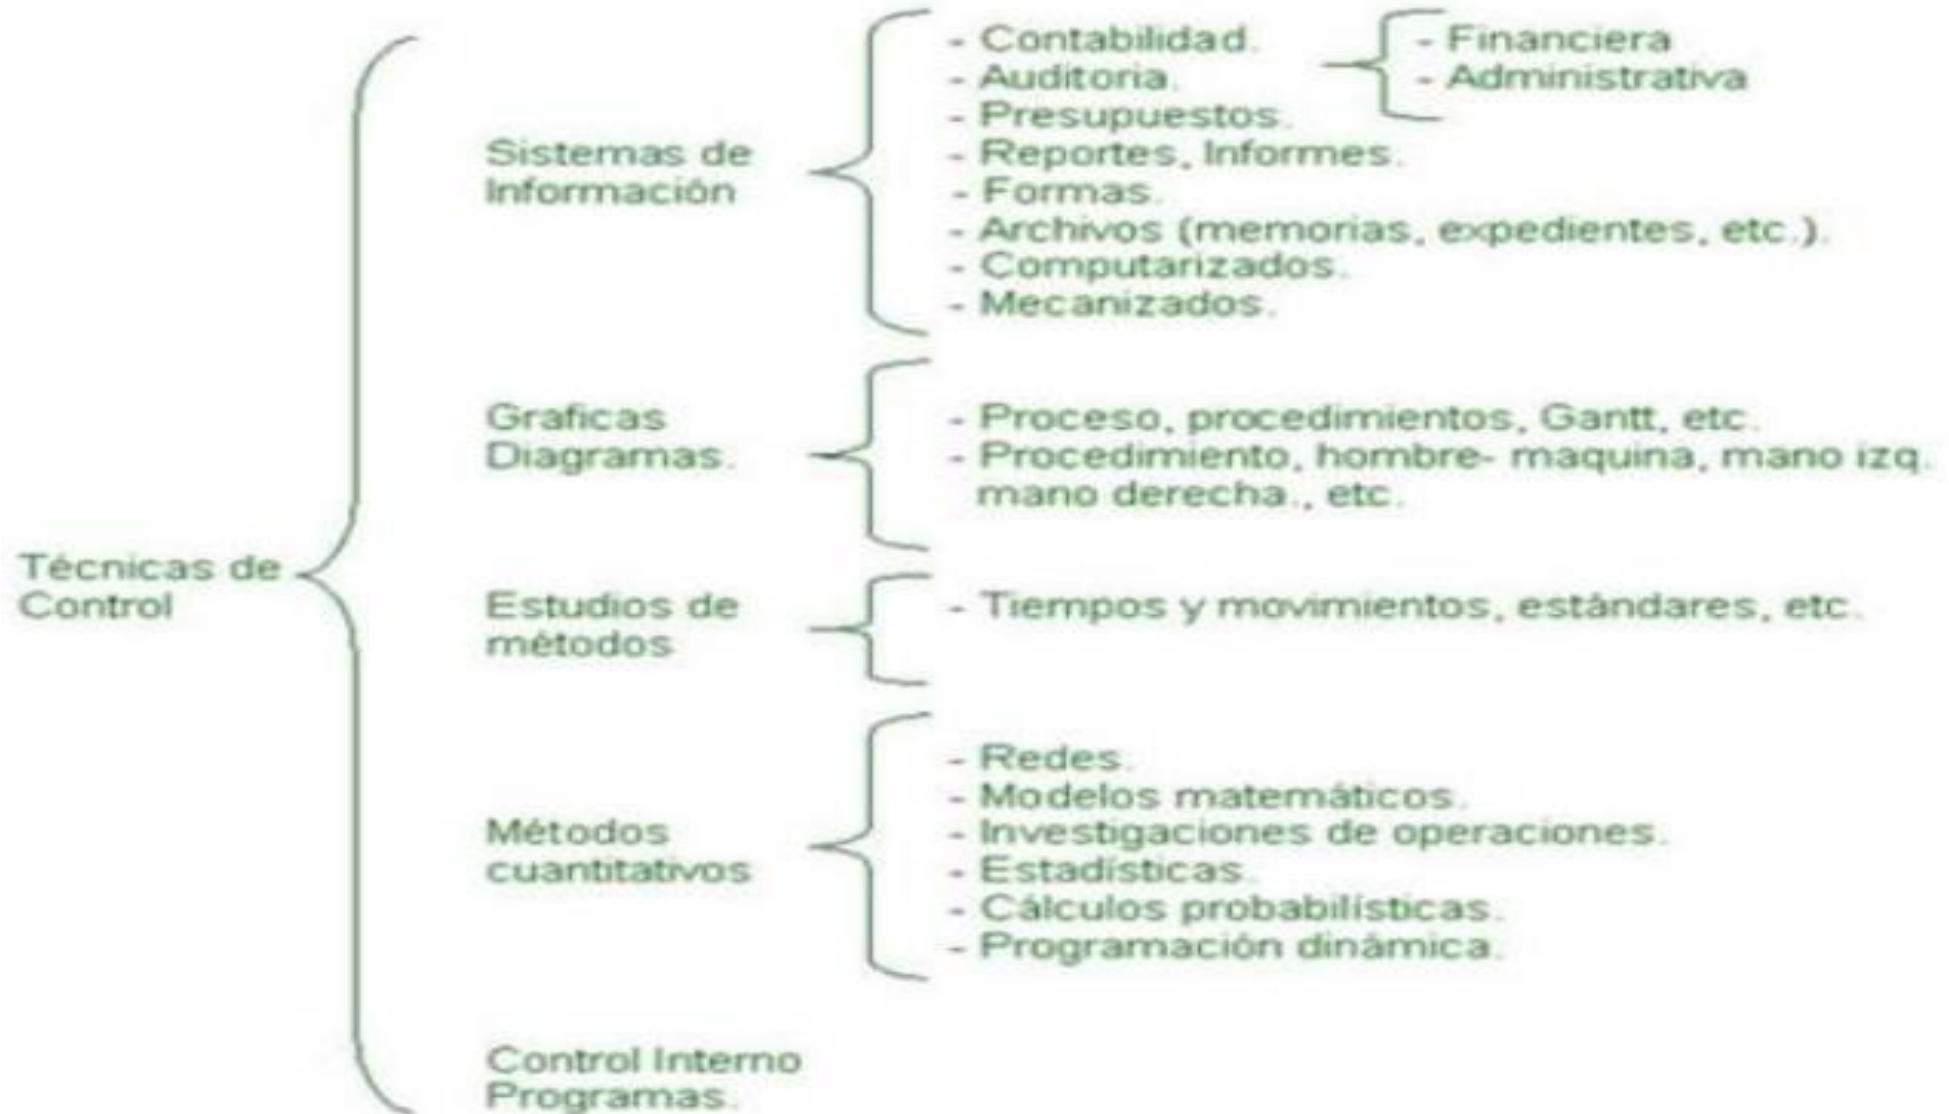 Técnicas de
Control
Sistemas de
Información
- Contabilidad.
- Auditoria.
- Presupuestos.
- Reportes, Informes.
- Formas.
- Archivos (memorias, expedientes, etc.).
- Computarizados.
- Mecanizados.
- Financiera
- Administrativa
Graficas
Diagramas.
- Proceso, procedimientos, Gantt, etc.
- Procedimiento, hombre- maquina, mano izq.
mano derecha., etc.
Estudios de
métodos
- Tiempos y movimientos, estándares, etc.
Métodos
cuantitativos
- Redes.
- Modelos matemáticos.
- Investigaciones de operaciones.
- Estadísticas.
- Cálculos probabilísticas.
- Programación dinámica.
Control Interno
Programas.